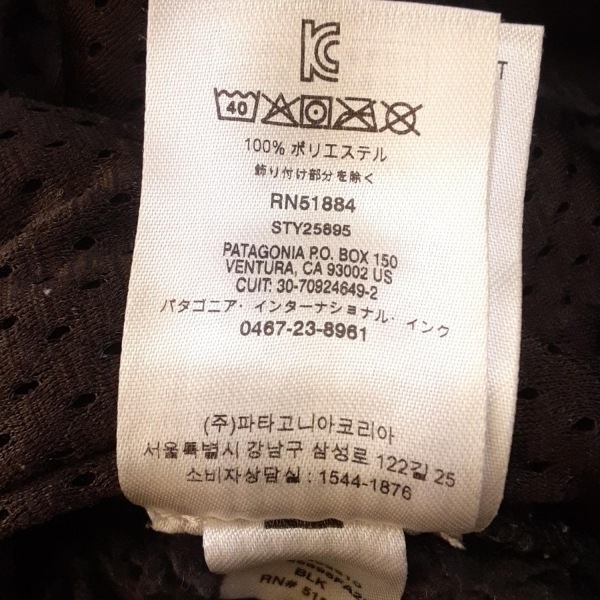 KC
T
40
100% ポリエステル
飾り付け部分を除く
RN51884
STY25895
PATAGONIA P.O. BOX 150
VENTURA, CA 93002 US
CUIT: 30-70924649-2
パタゴニア・インターナショナル・インク
0467-23-8961
(주)파타고니아코리아
서울특별시 강남구 삼성로 122길 25
소비자상담실 : 1544-1876
BLK
RN# 51